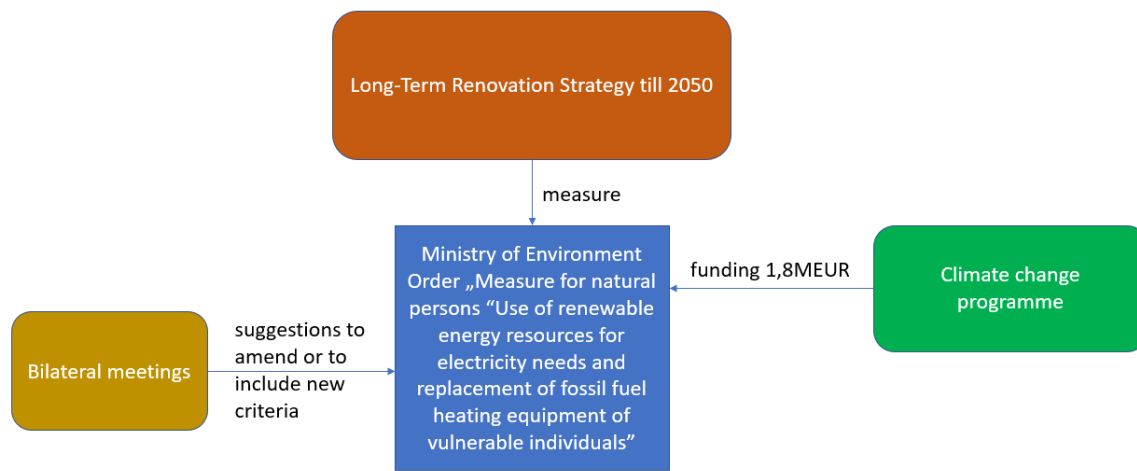 Long-Term Renovation Strategy till 2050
measure
Ministry of Environment
Order „Measure for natural
persons “Use of renewable
energy resources for
electricity needs and
replacement of fossil fuel
heating equipment of
vulnerable individuals”
funding 1,8MEUR
Climate change
programme
suggestions to
amend or to
include new
criteria
Bilateral meetings